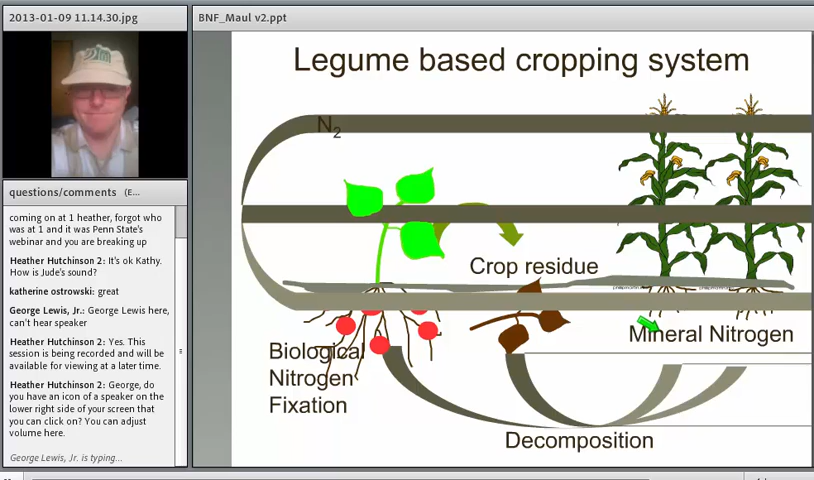 2013-01-09 11.14.30.jpg
questions/comments (E...
coming on at 1 heather, forgot who
was at 1 and it was Penn State's
webinar and you are breaking up
Heather Hutchinson 2: It's ok Kathy.
How is Jude's sound?
katherine ostrowski: great
George Lewis, Jr.: George Lewis here,
can't hear speaker
Heather Hutchinson 2: Yes. This
session is being recorded and will be
available for viewing at a later time.
Heather Hutchinson 2: George, do
you have an icon of a speaker on the
lower right side of your screen that
you can click on? You can adjust
volume here.
George Lewis, Jr. is typing...
BNF_Maul v2.ppt
Legume based cropping system
N2
Crop residue
Mineral Nitrogen
Biological
Nitrogen
Fixation
Decomposition